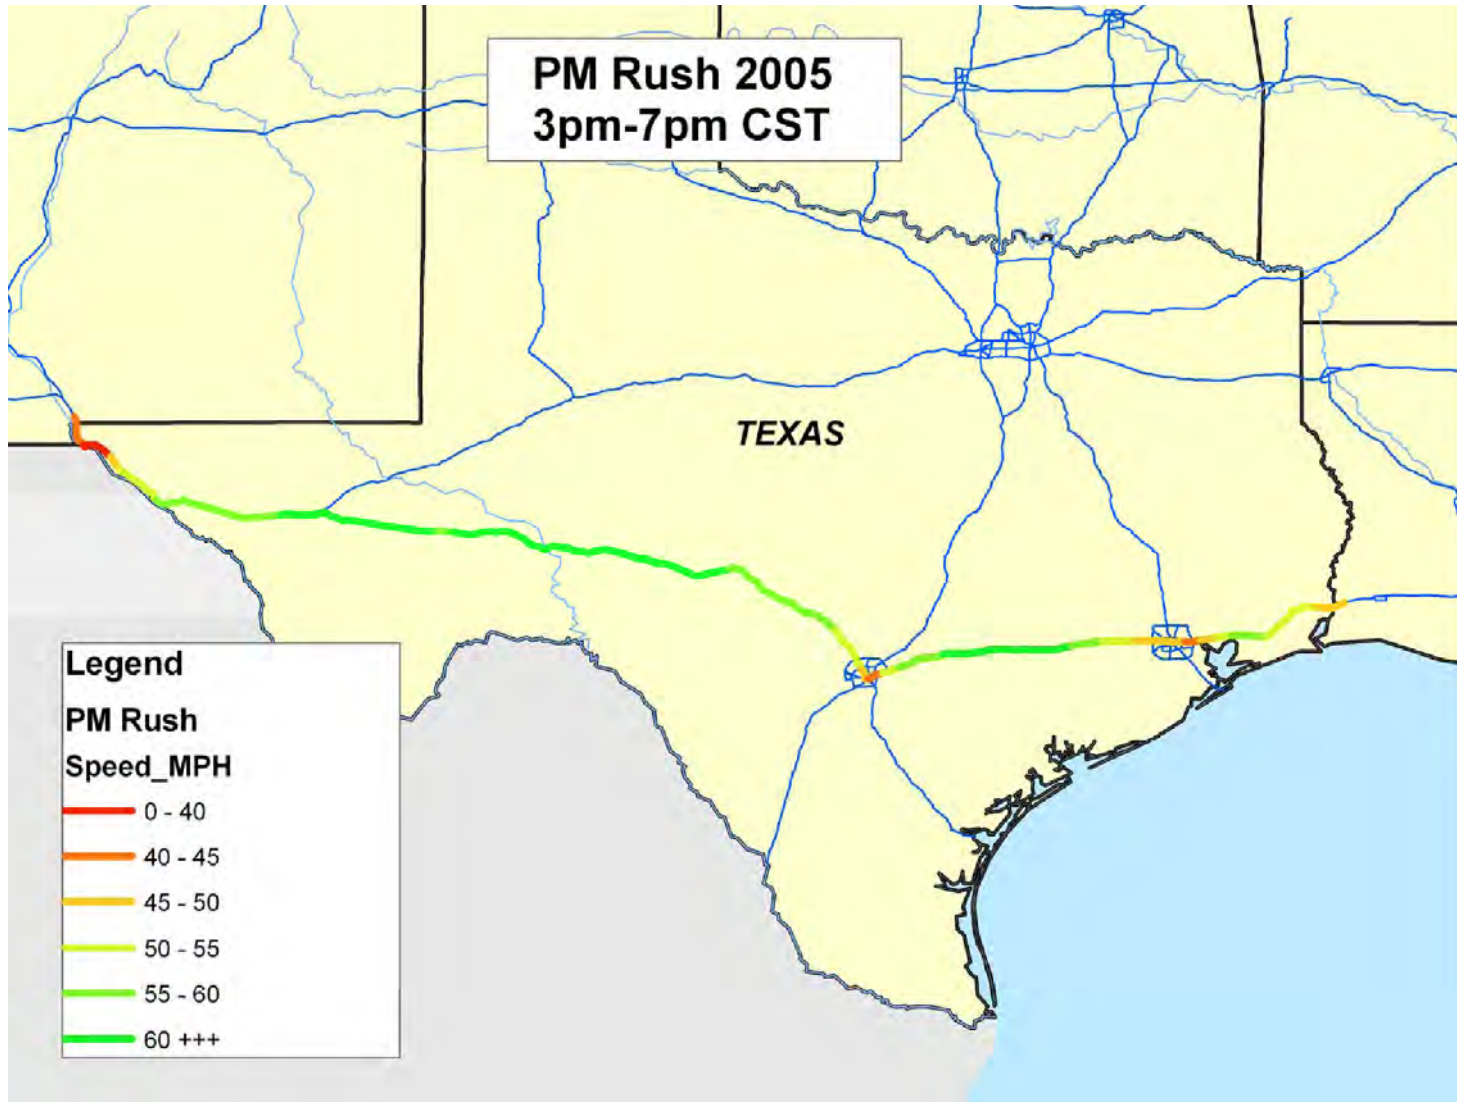 PM Rush 2005
3pm-7pm CST
TEXAS
Legend
PM Rush
Speed_MPH
0 - 40
40 - 45
45 - 50
50 - 55
55 - 60
60 +++